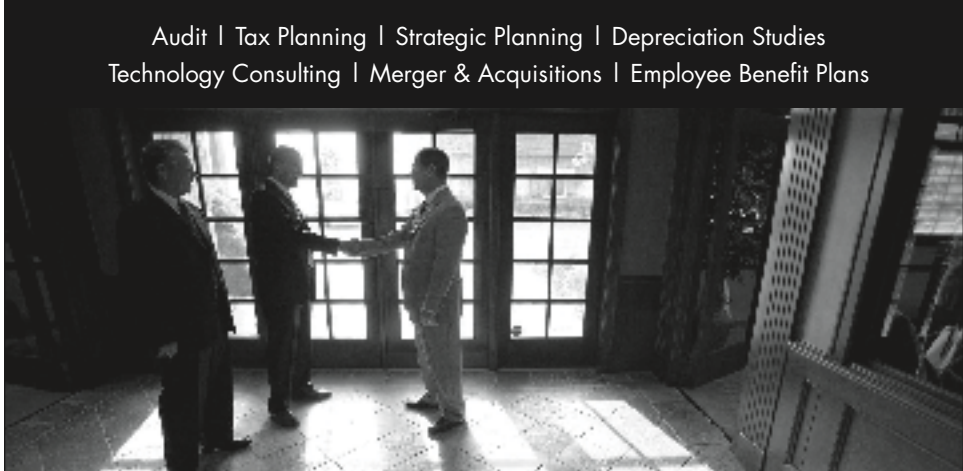 Audit | Tax Planning | Strategic Planning | Depreciation Studies
Technology Consulting | Merger & Acquisitions | Employee Benefit Plans